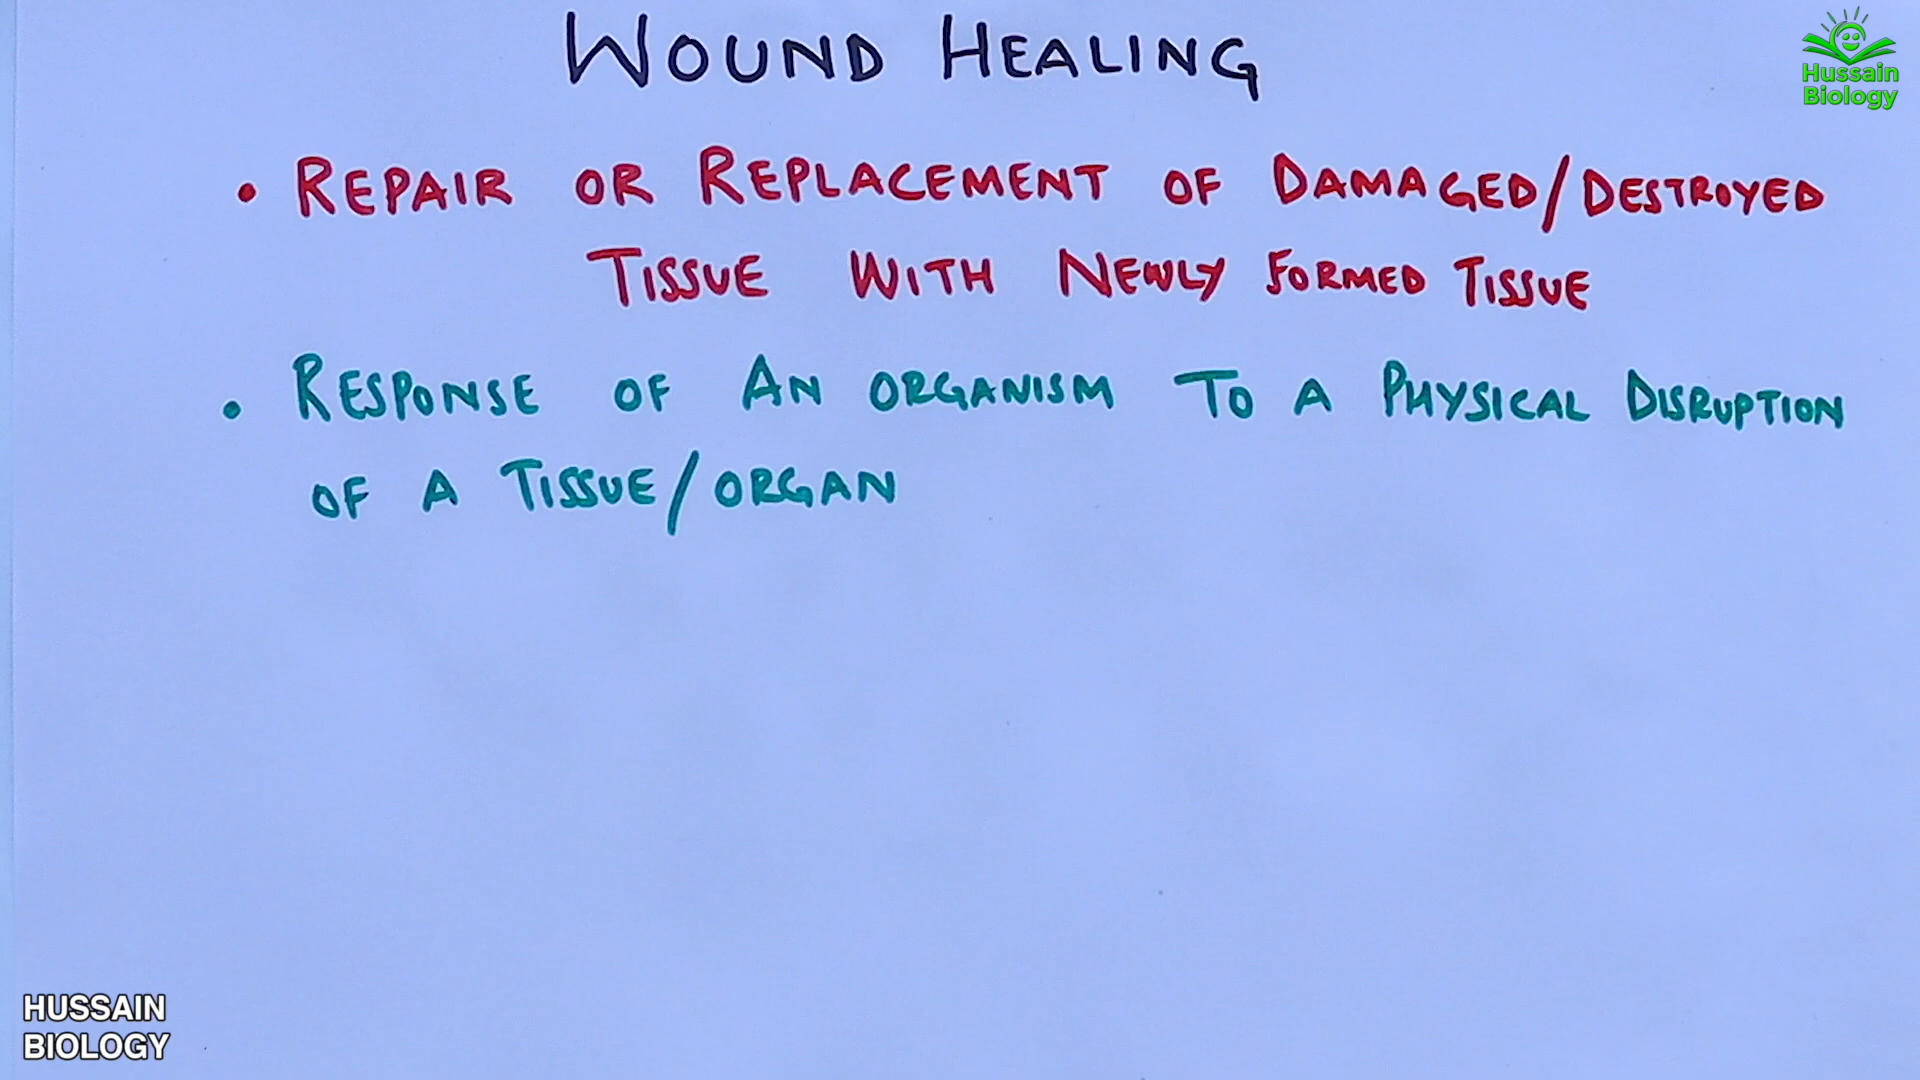 WOUND HEALING
Hussain
Biology
• REPAIR OR REPLACEMENT OF DAMAGED/DESTROYED
TISSUE WITH NEWLY FORMED TISSUE
• RESPONSE OF AN ORGANISM TO A PHYSICAL DISRUPTION
OF A TISSUE/ORGAN
HUSSAIN
BIOLOGY